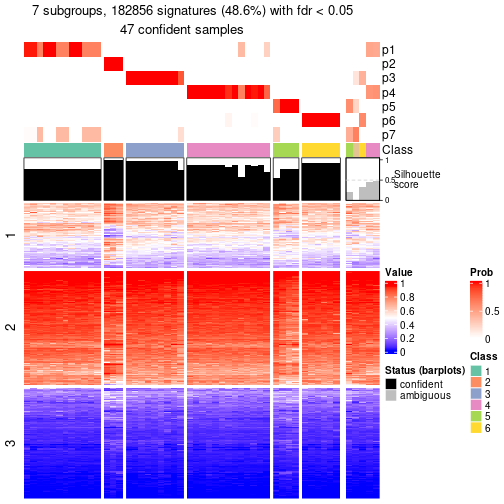 7 subgroups, 182856 signatures (48.6%) with fdr < 0.05
47 confident samples
p1
p2
p3
p4
p5
p6
p7
Class
1
0.5
0
Silhouette
score
1
2
3
Value
1
0.8
0.6
0.4
0.2
0
Status (barplots)
confident
ambiguous
Prob
1
0.5
0
Class
1
2
3
4
5
6